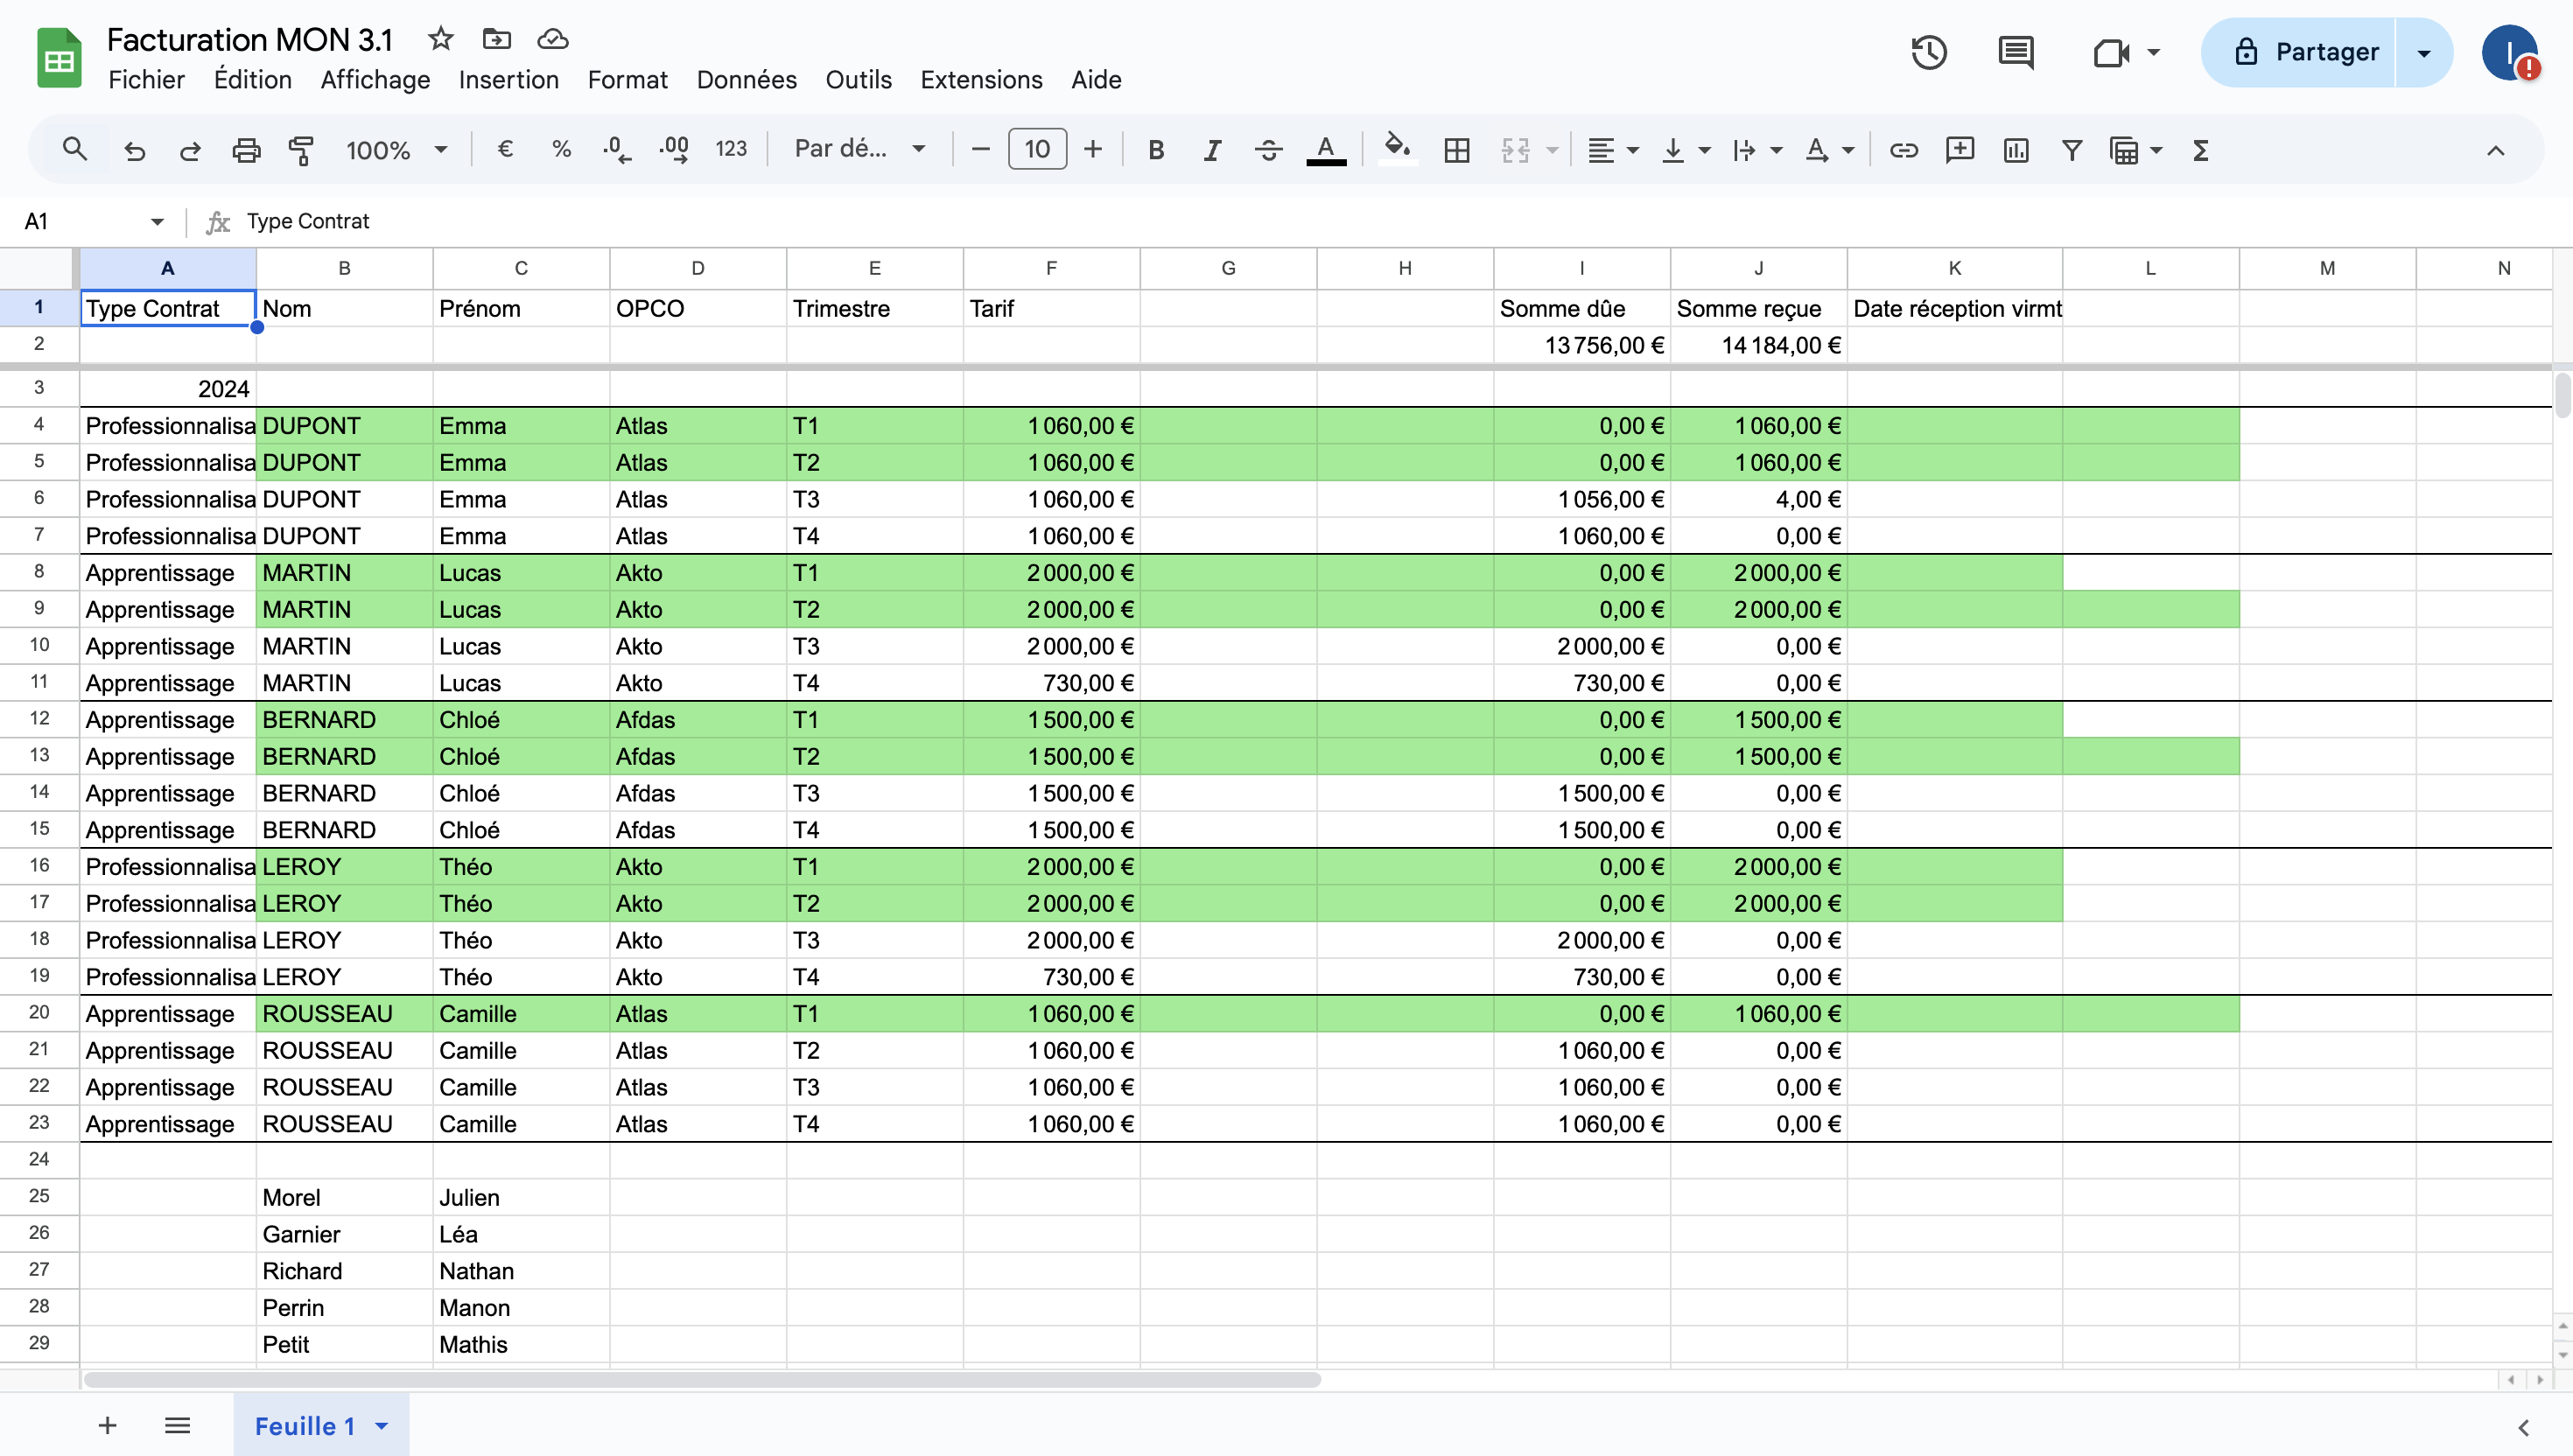 Facturation MON 3.1
Fichier Édition Affichage Insertion Format Données Outils Extensions Aide
Partager
I
100% € % .0 .00 123 Par dé... 10 B I A
A1 fx Type Contrat
A B C D E F G H I J K L M N
1 Type Contrat Nom Prénom OPCO Trimestre Tarif Somme dûe Somme reçue Date réception virmt
2 13 756,00 € 14 184,00 €
3 2024
4 Professionnalisa DUPONT Emma Atlas T1 1 060,00 € 0,00 € 1 060,00 €
5 Professionnalisa DUPONT Emma Atlas T2 1 060,00 € 0,00 € 1 060,00 €
6 Professionnalisa DUPONT Emma Atlas T3 1 060,00 € 1 056,00 € 4,00 €
7 Professionnalisa DUPONT Emma Atlas T4 1 060,00 € 1 060,00 € 0,00 €
8 Apprentissage MARTIN Lucas Akto T1 2 000,00 € 0,00 € 2 000,00 €
9 Apprentissage MARTIN Lucas Akto T2 2 000,00 € 0,00 € 2 000,00 €
10 Apprentissage MARTIN Lucas Akto T3 2 000,00 € 2 000,00 € 0,00 €
11 Apprentissage MARTIN Lucas Akto T4 730,00 € 730,00 € 0,00 €
12 Apprentissage BERNARD Chloé Afdas T1 1 500,00 € 0,00 € 1 500,00 €
13 Apprentissage BERNARD Chloé Afdas T2 1 500,00 € 0,00 € 1 500,00 €
14 Apprentissage BERNARD Chloé Afdas T3 1 500,00 € 1 500,00 € 0,00 €
15 Apprentissage BERNARD Chloé Afdas T4 1 500,00 € 1 500,00 € 0,00 €
16 Professionnalisa LEROY Théo Akto T1 2 000,00 € 0,00 € 2 000,00 €
17 Professionnalisa LEROY Théo Akto T2 2 000,00 € 0,00 € 2 000,00 €
18 Professionnalisa LEROY Théo Akto T3 2 000,00 € 2 000,00 € 0,00 €
19 Professionnalisa LEROY Théo Akto T4 730,00 € 730,00 € 0,00 €
20 Apprentissage ROUSSEAU Camille Atlas T1 1 060,00 € 0,00 € 1 060,00 €
21 Apprentissage ROUSSEAU Camille Atlas T2 1 060,00 € 1 060,00 € 0,00 €
22 Apprentissage ROUSSEAU Camille Atlas T3 1 060,00 € 1 060,00 € 0,00 €
23 Apprentissage ROUSSEAU Camille Atlas T4 1 060,00 € 1 060,00 € 0,00 €
24
25 Morel Julien
26 Garnier Léa
27 Richard Nathan
28 Perrin Manon
29 Petit Mathis
Feuille 1